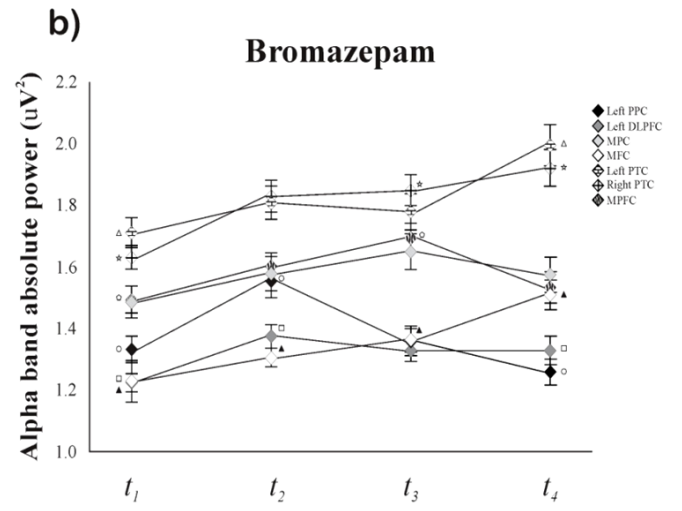 b)
Bromazepam
Alpha band absolute power (uV²)
2.2
2.0
1.8
1.6
1.4
1.2
1.0
t₁
t₂
t₃
t₄
Left PPC
Left DLPFC
MPC
MFC
Left PTC
Right PTC
MPFC